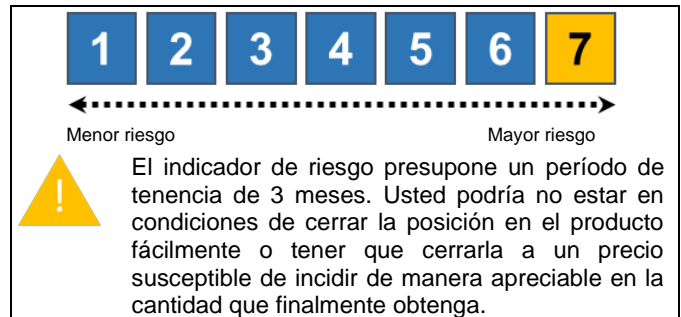 1 2 3 4 5 6 7
Menor riesgo Mayor riesgo
!
El indicador de riesgo presupone un período de
tenencia de 3 meses. Usted podría no estar en
condiciones de cerrar la posición en el producto
fácilmente o tener que cerrarla a un precio
susceptible de incidir de manera apreciable en la
cantidad que finalmente obtenga.